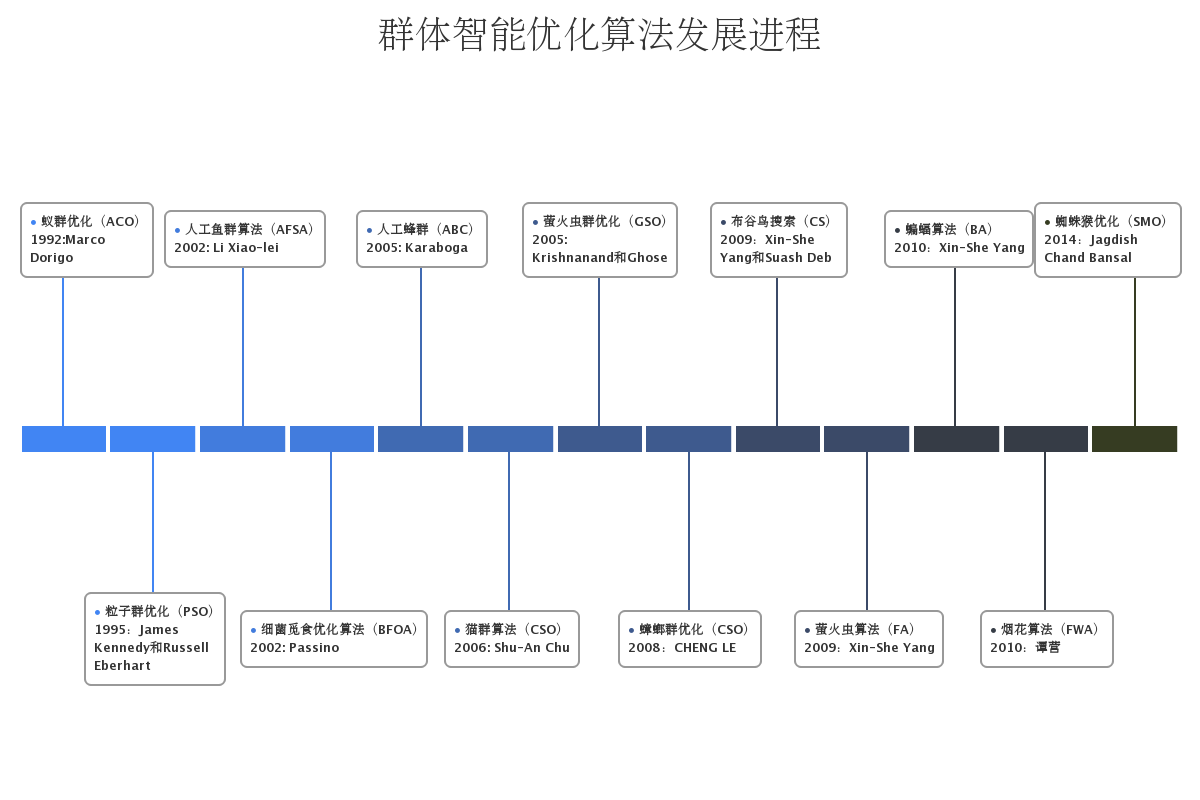 群体智能优化算法发展进程
• 蚁群优化（ACO）
1992:Marco
Dorigo
• 人工鱼群算法（AFSA）
2002: Li Xiao-lei
• 人工蜂群（ABC）
2005: Karaboga
• 萤火虫群优化（GSO）
2005:
Krishnanand和Ghose
• 布谷鸟搜索（CS）
2009：Xin-She
Yang和Suash Deb
• 蝙蝠算法（BA）
2010：Xin-She Yang
• 蜘蛛猴优化（SMO）
2014：Jagdish
Chand Bansal
• 粒子群优化（PSO）
1995：James
Kennedy和Russell
Eberhart
• 细菌觅食优化算法（BFOA）
2002: Passino
• 猫群算法（CSO）
2006: Shu-An Chu
• 蟑螂群优化（CSO）
2008：CHENG LE
• 萤火虫算法（FA）
2009：Xin-She Yang
• 烟花算法（FWA）
2010：谭营